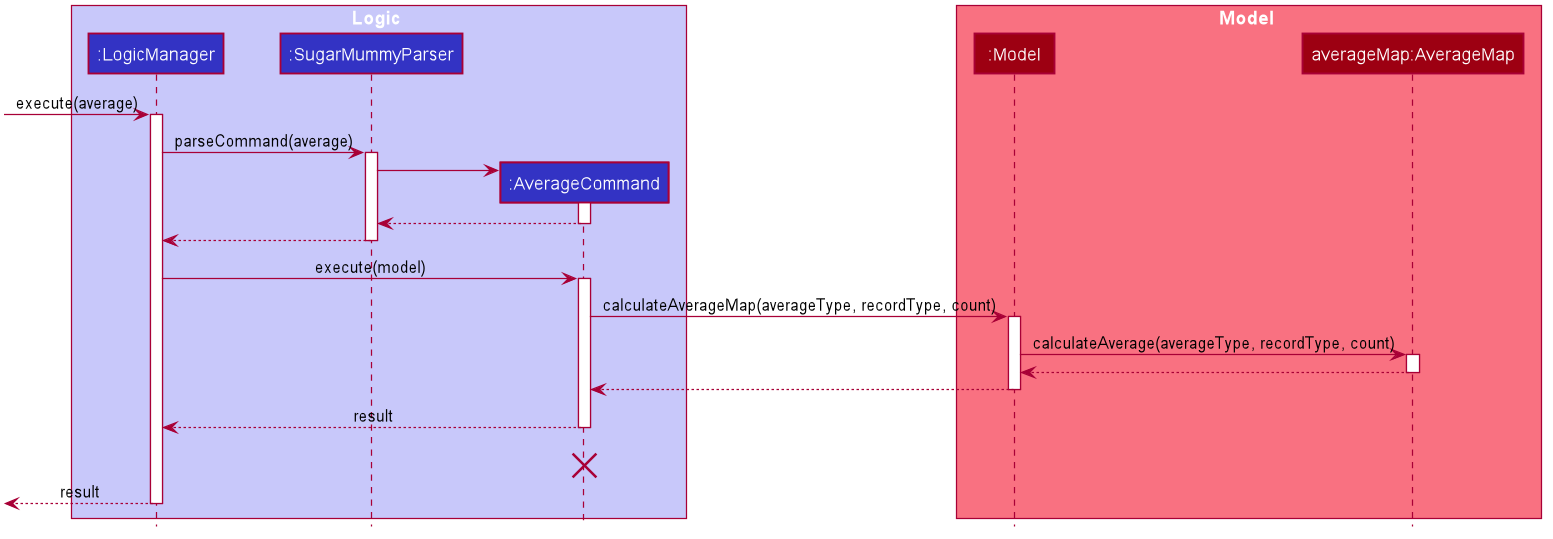 Logic
Model
:LogicManager
:SugarMummyParser
:Model
averageMap:AverageMap
execute(average)
parseCommand(average)
:AverageCommand
execute(model)
calculateAverageMap(averageType, recordType, count)
calculateAverage(averageType, recordType, count)
result
result